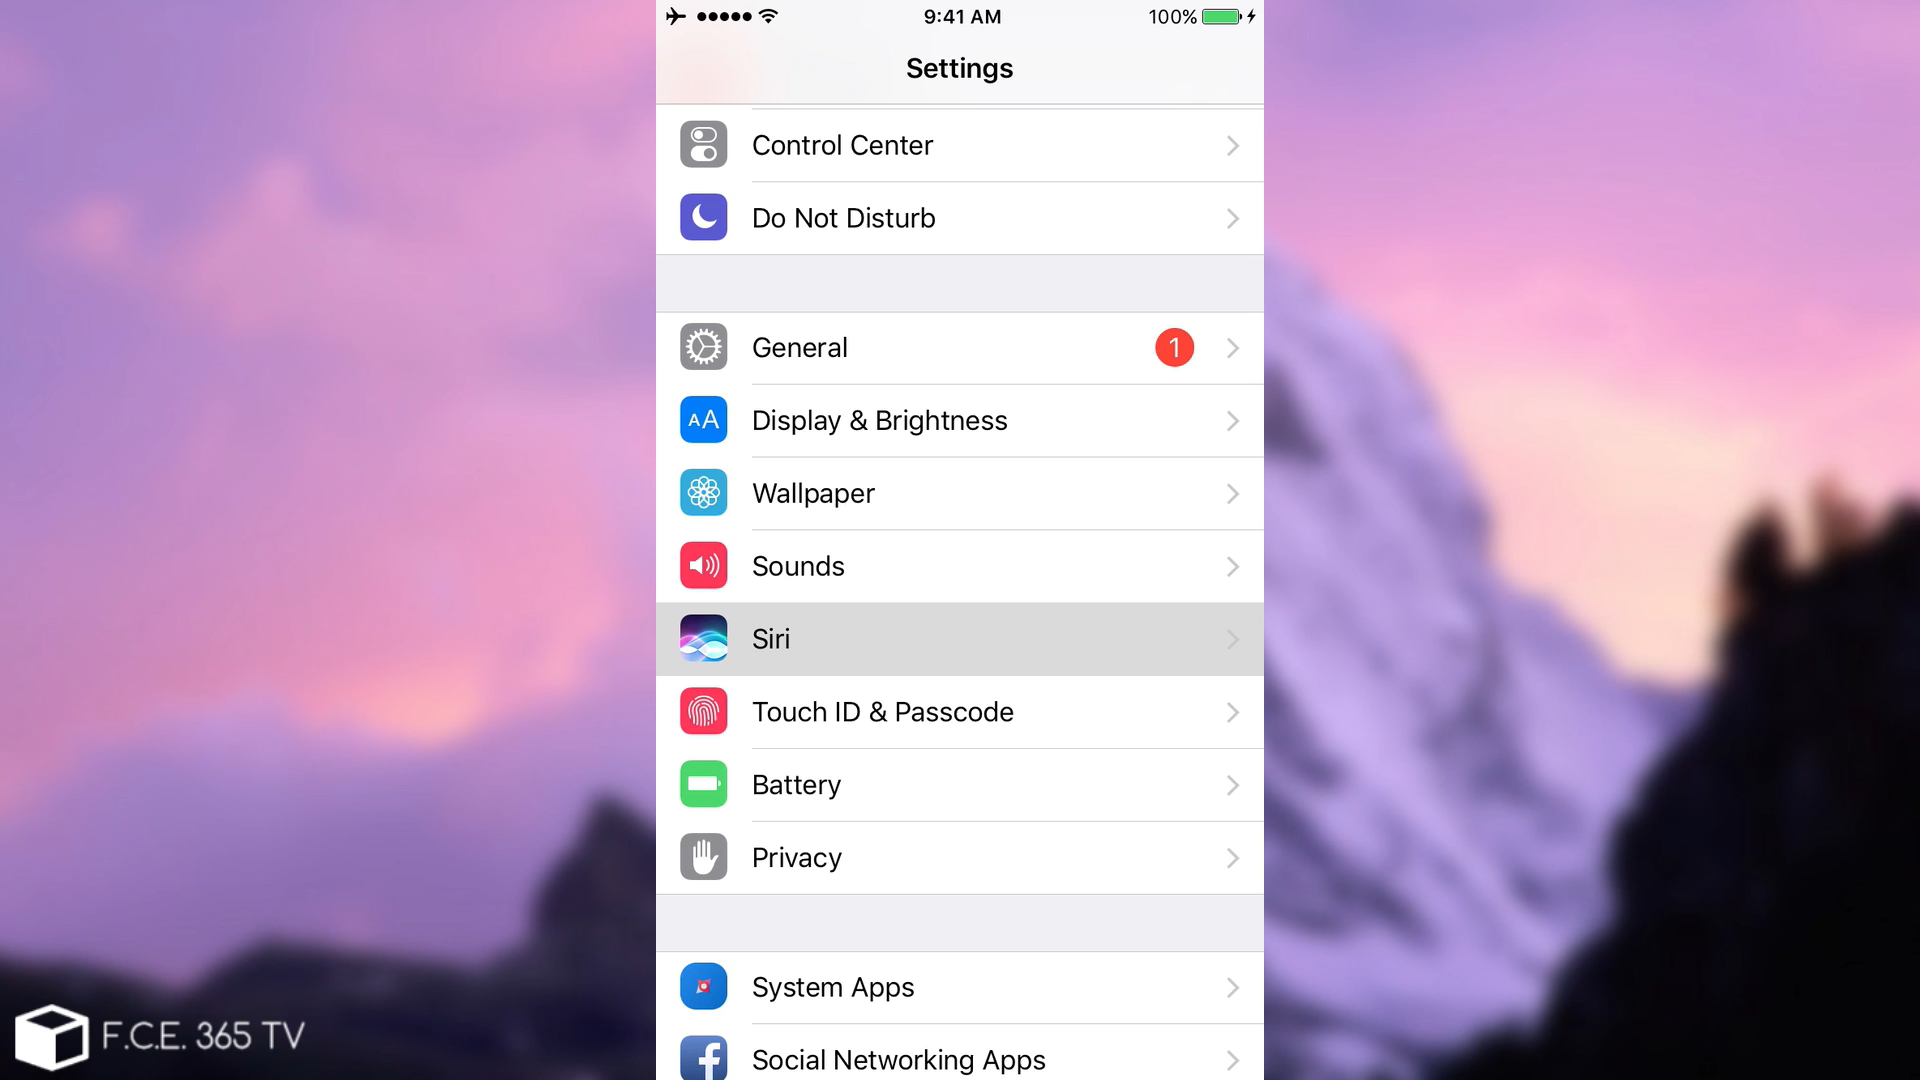 9:41 AM
100%
Settings
Control Center
Do Not Disturb
General
1
AA Display & Brightness
Wallpaper
Sounds
Siri
Touch ID & Passcode
Battery
Privacy
System Apps
f Social Networking Apps
F.C.E. 365 TV